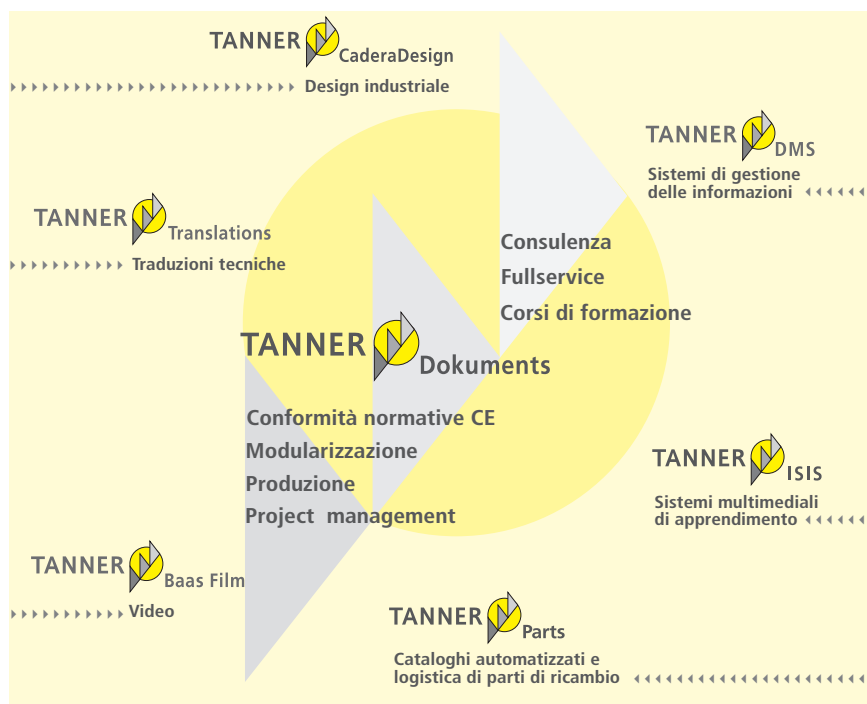 TANNER CaderaDesign
Design industriale
TANNER DMS
Sistemi di gestione
delle informazioni
TANNER Translations
Traduzioni tecniche
Consulenza
Fullservice
Corsi di formazione
TANNER Dokuments
Conformità normative CE
Modularizzazione
Produzione
Project management
TANNER ISIS
Sistemi multimediali
di apprendimento
TANNER Baas Film
Video
TANNER Parts
Cataloghi automatizzati e
logistica di parti di ricambio